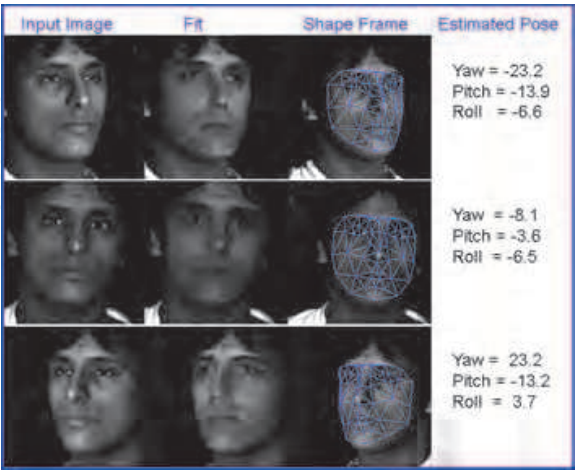 Input Image Fit Shape Frame Estimated Pose
Yaw = -23.2
Pitch = -13.9
Roll = -6.6
Yaw = -8.1
Pitch = -3.6
Roll = -6.5
Yaw = 23.2
Pitch = -13.2
Roll = 3.7